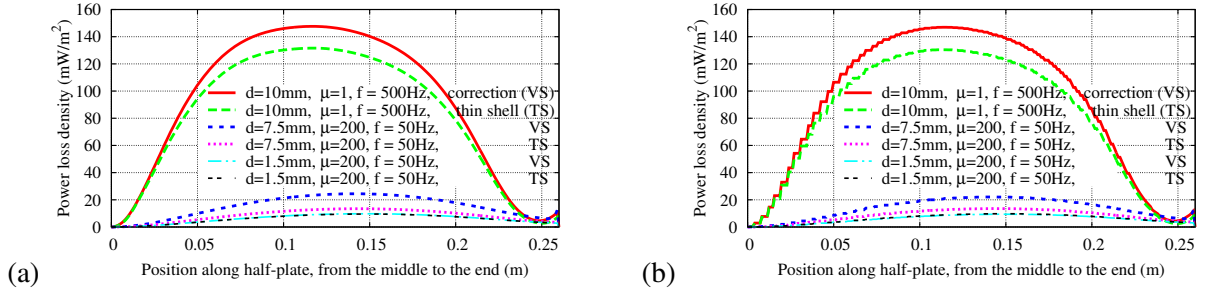 160
140
120
100
80
60
40
20
0
Power loss density (mW/m²)
d=10mm, μ=1, f = 500Hz, correction (VS)
d=10mm, μ=1, f = 500Hz, thin shell (TS)
d=7.5mm, μ=200, f = 50Hz, VS
d=7.5mm, μ=200, f = 50Hz, TS
d=1.5mm, μ=200, f = 50Hz, VS
d=1.5mm, μ=200, f = 50Hz, TS
0 0.05 0.1 0.15 0.2 0.25
Position along half-plate, from the middle to the end (m)
(a)
160
140
120
100
80
60
40
20
0
Power loss density (mW/m²)
d=10mm, μ=1, f = 500Hz, correction (VS)
d=10mm, μ=1, f = 500Hz, thin shell (TS)
d=7.5mm, μ=200, f = 50Hz, VS
d=7.5mm, μ=200, f = 50Hz, TS
d=1.5mm, μ=200, f = 50Hz, VS
d=1.5mm, μ=200, f = 50Hz, TS
0 0.05 0.1 0.15 0.2 0.25
Position along half-plate, from the middle to the end (m)
(b)